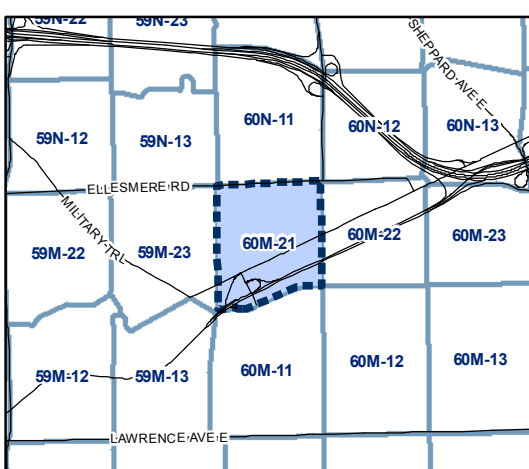 59N-22
59N-23
SHEPPARD AVE E
60N-11
60N-12
60N-13
59N-12
59N-13
ELLESMERE RD
MILITARY TRL
59M-22
59M-23
60M-21
60M-22
60M-23
59M-12
59M-13
60M-11
60M-12
60M-13
LAWRENCE AVE E